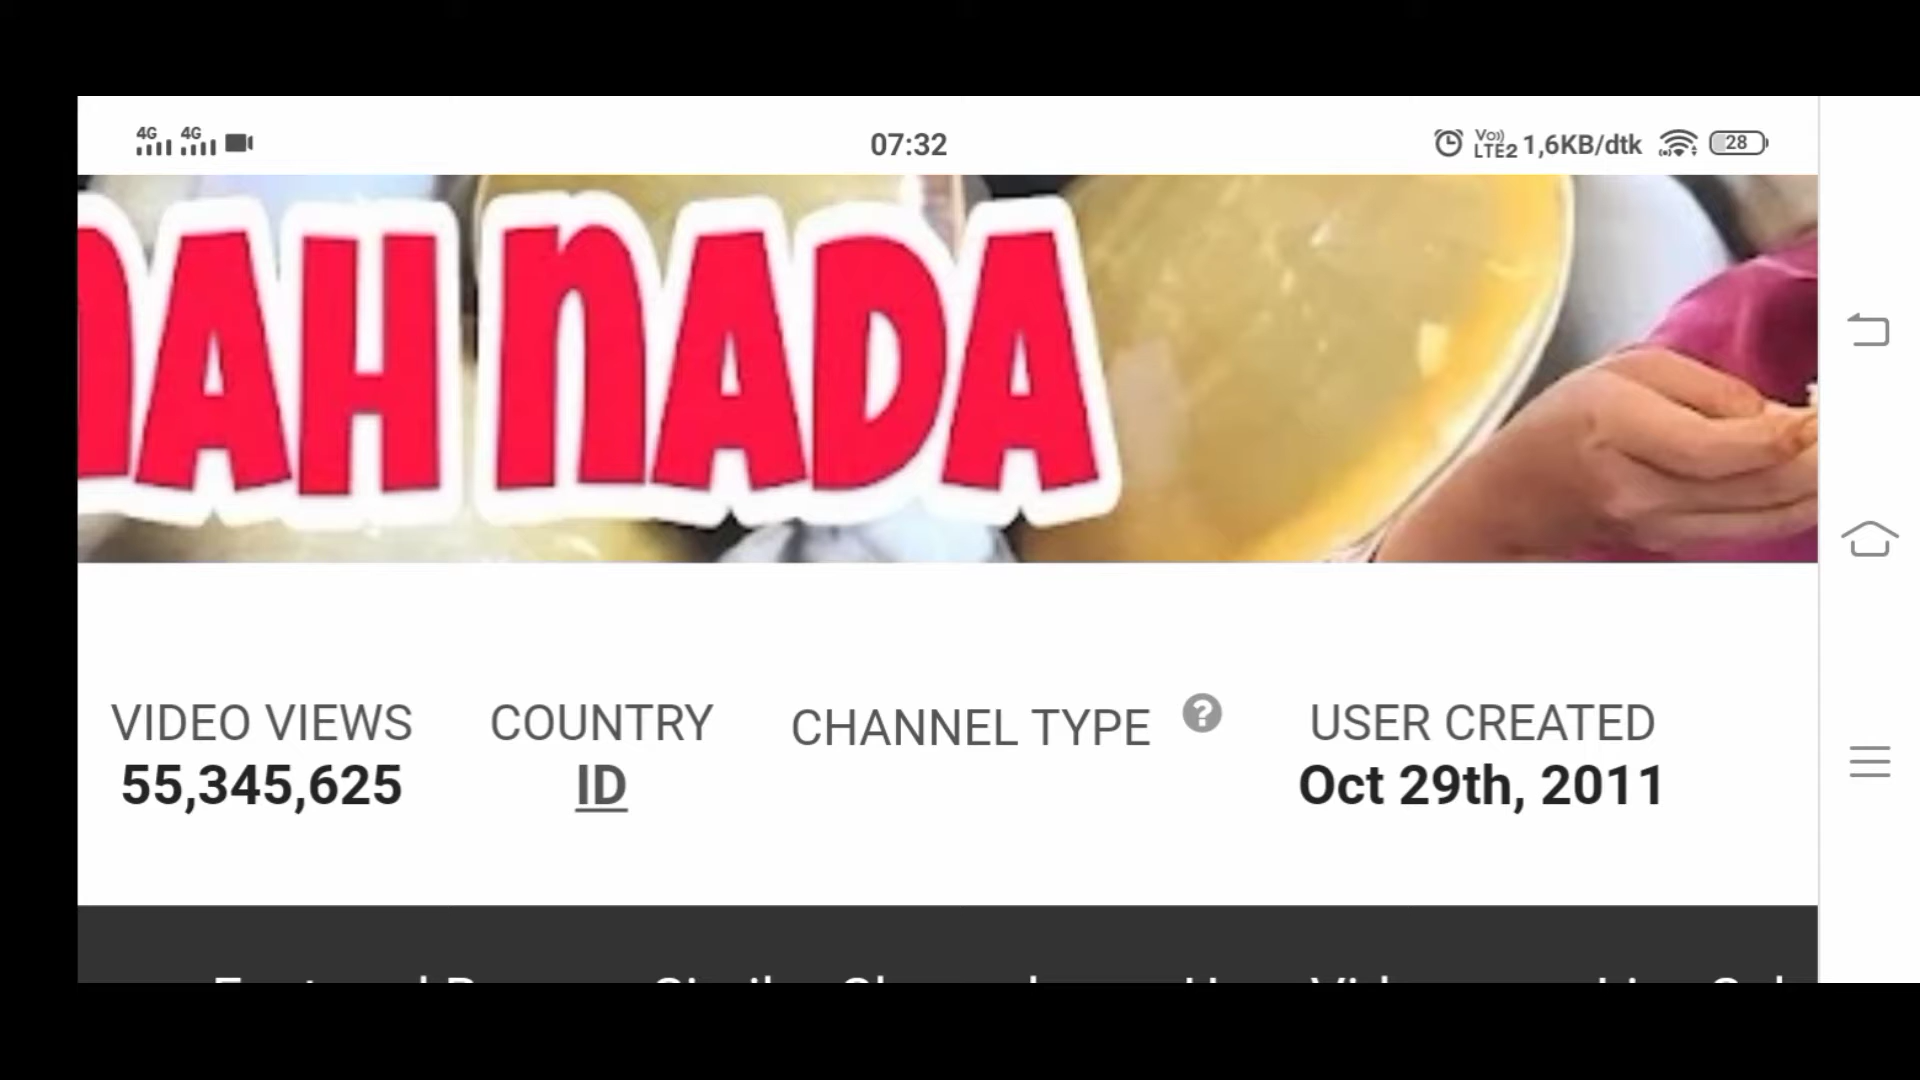 4G 4G 07:32 Vo)) LTE2 1,6KB/dtk 28
NAH NADA
VIDEO VIEWS COUNTRY CHANNEL TYPE ? USER CREATED
55,345,625 ID Oct 29th, 2011